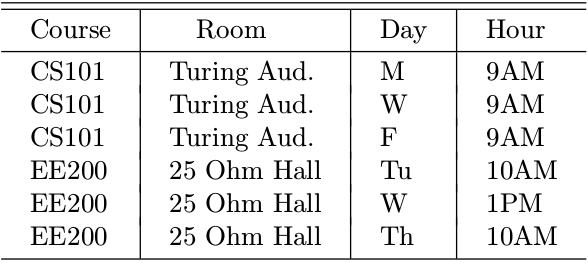 Course Room Day Hour
CS101 Turing Aud. M 9AM
CS101 Turing Aud. W 9AM
CS101 Turing Aud. F 9AM
EE200 25 Ohm Hall Tu 10AM
EE200 25 Ohm Hall W 1PM
EE200 25 Ohm Hall Th 10AM